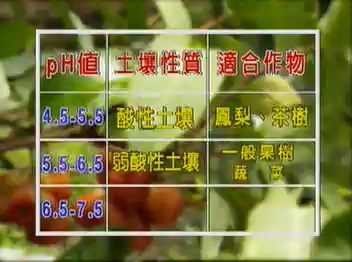 pH值 土壤性質 適合作物
4.5-5.5 酸性土壤 鳳梨、茶樹
5.5-6.5 弱酸性土壤 一般果樹
蔬菜
6.5-7.5